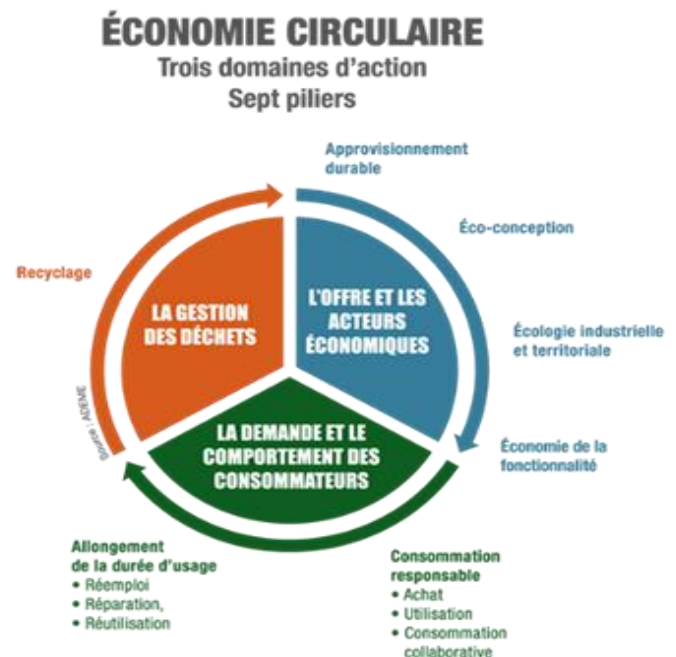 ÉCONOMIE CIRCULAIRE
Trois domaines d'action
Sept piliers
Approvisionnement
durable
Éco-conception
Recyclage
LA GESTION
DES DÉCHETS
L'OFFRE ET LES
ACTEURS
ÉCONOMIQUES
Écologie industrielle
et territoriale
Source : ADEME
LA DEMANDE ET LE
COMPORTEMENT DES
CONSOMMATEURS
Économie de la
fonctionnalité
Allongement
de la durée d'usage
• Réemploi
• Réparation,
• Réutilisation
Consommation
responsable
• Achat
• Utilisation
• Consommation
collaborative